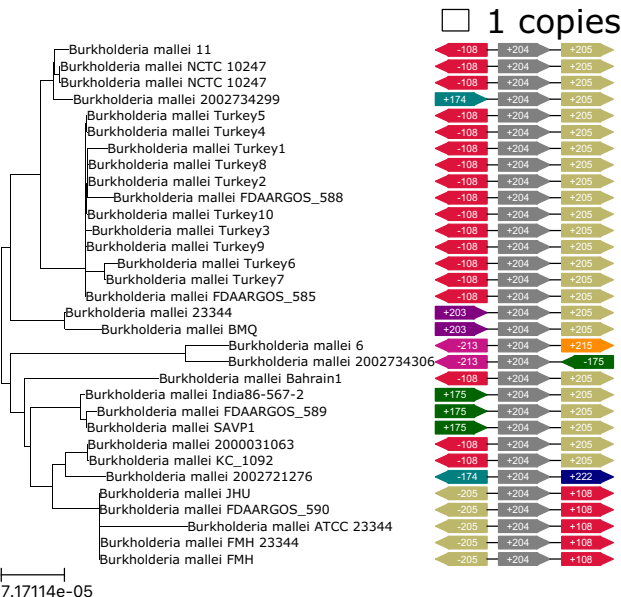 1 copies
Burkholderia mallei 11 -108 +204 +205
Burkholderia mallei NCTC 10247 -108 +204 +205
Burkholderia mallei NCTC 10247 -108 +204 +205
Burkholderia mallei 2002734299 +174 +204 +205
Burkholderia mallei Turkey5 -108 +204 +205
Burkholderia mallei Turkey4 -108 +204 +205
Burkholderia mallei Turkey1 -108 +204 +205
Burkholderia mallei Turkey8 -108 +204 +205
Burkholderia mallei Turkey2 -108 +204 +205
Burkholderia mallei FDAARGOS_588 -108 +204 +205
Burkholderia mallei Turkey10 -108 +204 +205
Burkholderia mallei Turkey3 -108 +204 +205
Burkholderia mallei Turkey9 -108 +204 +205
Burkholderia mallei Turkey6 -108 +204 +205
Burkholderia mallei Turkey7 -108 +204 +205
Burkholderia mallei FDAARGOS_585 -108 +204 +205
Burkholderia mallei 23344 +203 +204 +205
Burkholderia mallei BMQ +203 +204 +205
Burkholderia mallei 6 -213 +204 +215
Burkholderia mallei 2002734306 -213 +204 -175
Burkholderia mallei Bahrain1 -108 +204 +205
Burkholderia mallei India86-567-2 +175 +204 +205
Burkholderia mallei FDAARGOS_589 +175 +204 +205
Burkholderia mallei SAVP1 +175 +204 +205
Burkholderia mallei 2000031063 -108 +204 +205
Burkholderia mallei KC_1092 -108 +204 +205
Burkholderia mallei 2002721276 -174 +204 +222
Burkholderia mallei JHU -205 +204 +108
Burkholderia mallei FDAARGOS_590 -205 +204 +108
Burkholderia mallei ATCC 23344 -205 +204 +108
Burkholderia mallei FMH 23344 -205 +204 +108
Burkholderia mallei FMH -205 +204 +108
7.17114e-05